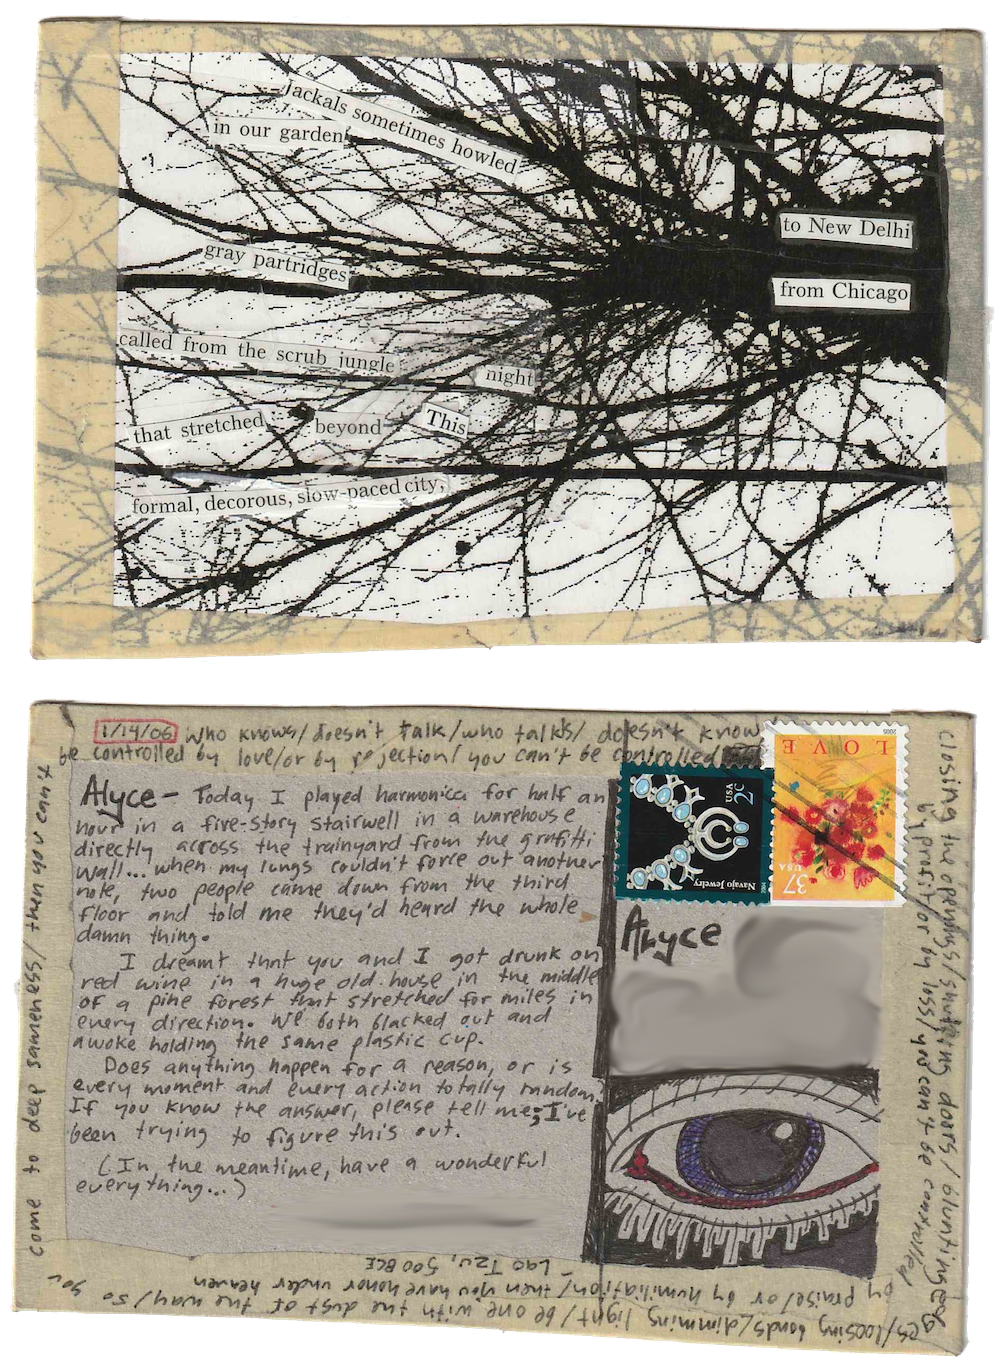 Jackals sometimes howled
in our garden
to New Delhi
gray partridges
from Chicago
called from the scrub jungle
night
that stretched beyond This
formal, decorous, slow-paced city,
1/14/06 who knows/doesn't talk/who talks/doesn't know
be controlled by love/or by rejection/you can't be controlled
Alyce - Today I played harmonica for half an
hour in a five-story stairwell in a warehouse
directly across the trainyard from the grafitti
wall... when my lungs couldn't force out another
note, two people came down from the third
floor and told me they'd heard the whole
damn thing.
I dreamt that you and I got drunk on
red wine in a huge old house in the middle
of a pine forest that stretched for miles in
every direction. We both blacked out and
awoke holding the same plastic cup.
Does anything happen for a reason, or is
every moment and every action totally random.
If you know the answer, please tell me; I've
been trying to figure this out.
(In the meantime, have a wonderful
everything...)
USA 2c
Navajo Jewelry
2004
LOVE
2005
37
USA
Alyce
closing the openings/shutting doors/blunting edg
es/loosing bonds/dimming light/be one with the dust of the way/so
you
come to deep sameness/then you can't
by profit/or by loss/you can't be controlled
by praise/or by humiliation/then you have honor under heaven
- Lao Tzu, 500 BCE